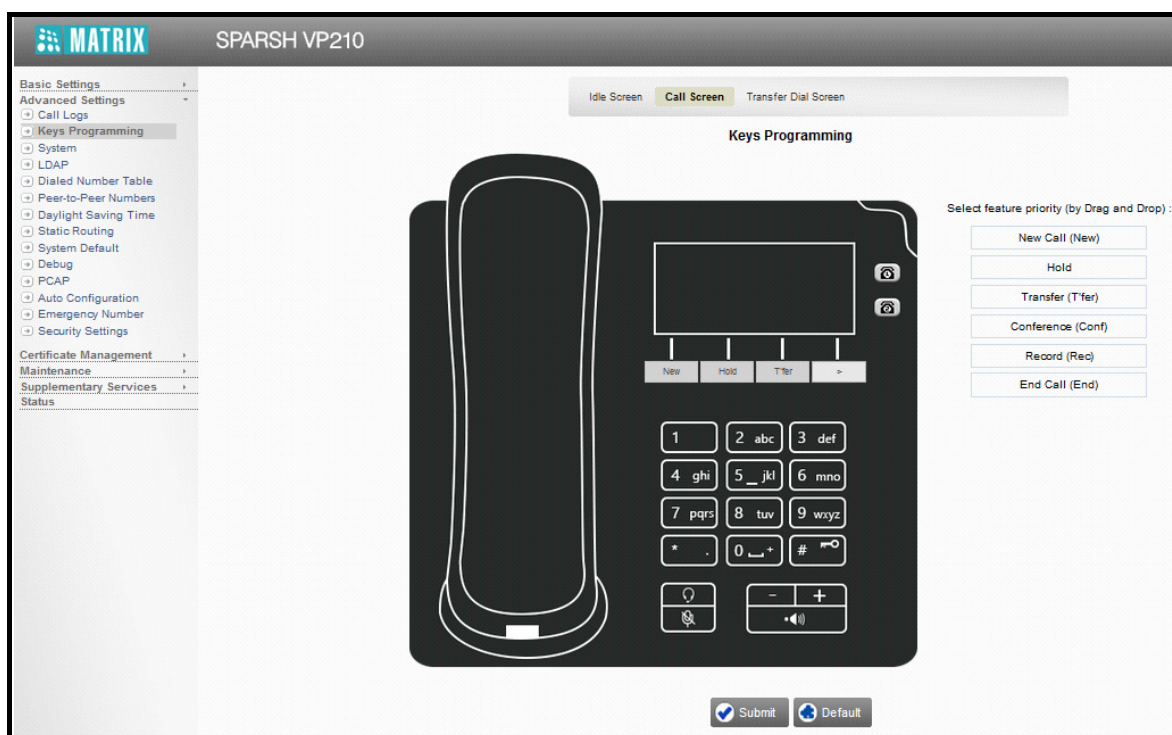 MATRIX
SPARSH VP210
Basic Settings
Advanced Settings
Call Logs
Keys Programming
System
LDAP
Dialed Number Table
Peer-to-Peer Numbers
Daylight Saving Time
Static Routing
System Default
Debug
PCAP
Auto Configuration
Emergency Number
Security Settings
Certificate Management
Maintenance
Supplementary Services
Status
Idle Screen Call Screen Transfer Dial Screen
Keys Programming
Select feature priority (by Drag and Drop) :
New Call (New)
Hold
Transfer (T'fer)
Conference (Conf)
Record (Rec)
End Call (End)
New Hold T'fer >
1 2 abc 3 def
4 ghi 5 _ jkl 6 mno
7 pqrs 8 tuv 9 wxyz
* . 0 + #
- +
Submit Default